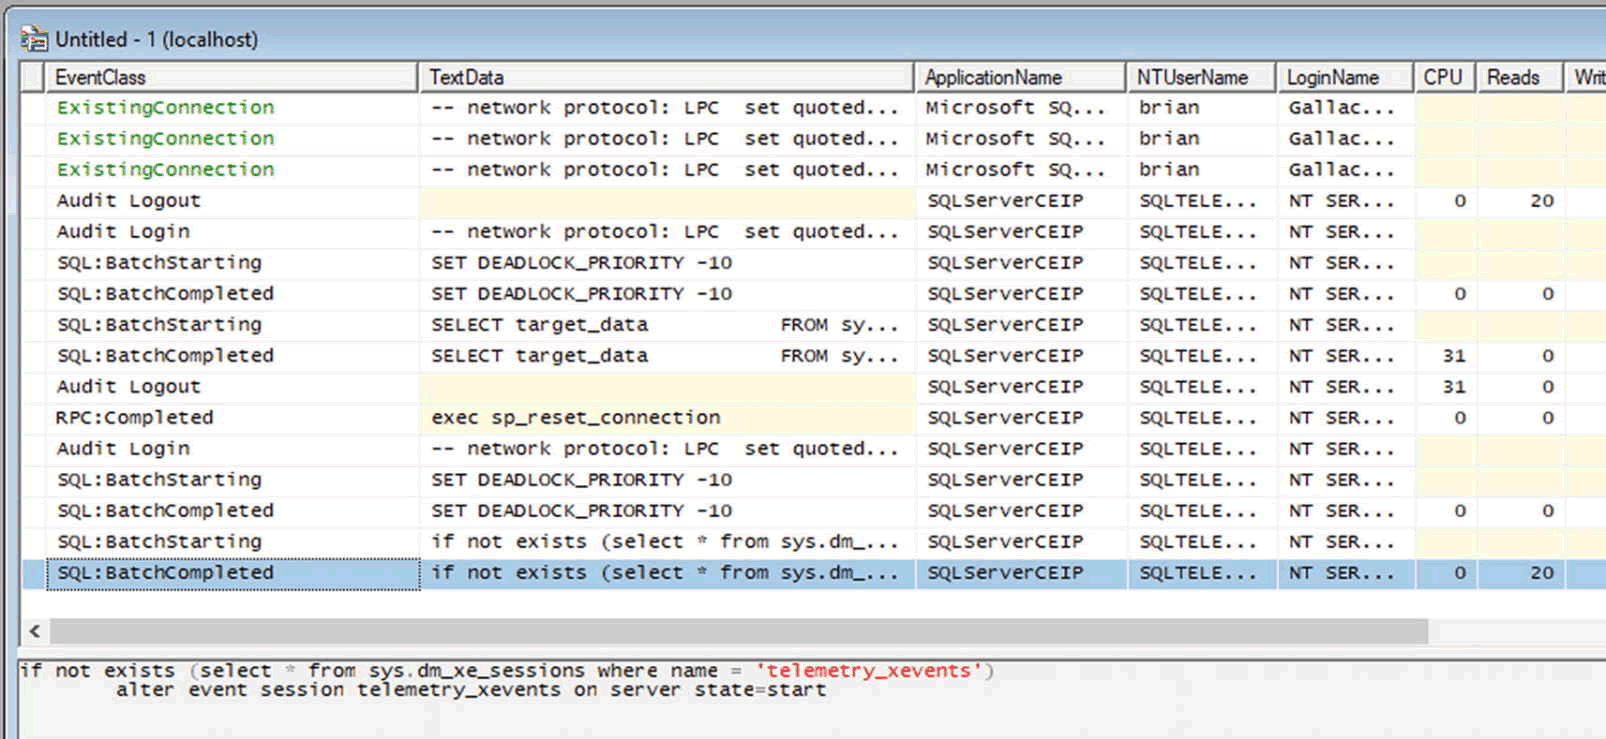 Untitled - 1 (localhost)
EventClass TextData ApplicationName NTUserName LoginName CPU Reads Writ
ExistingConnection -- network protocol: LPC set quoted... Microsoft SQ... brian Gallac...
ExistingConnection -- network protocol: LPC set quoted... Microsoft SQ... brian Gallac...
ExistingConnection -- network protocol: LPC set quoted... Microsoft SQ... brian Gallac...
Audit Logout SQLServerCEIP SQLTELE... NT SER... 0 20
Audit Login -- network protocol: LPC set quoted... SQLServerCEIP SQLTELE... NT SER...
SQL:BatchStarting SET DEADLOCK_PRIORITY -10 SQLServerCEIP SQLTELE... NT SER...
SQL:BatchCompleted SET DEADLOCK_PRIORITY -10 SQLServerCEIP SQLTELE... NT SER... 0 0
SQL:BatchStarting SELECT target_data FROM sy... SQLServerCEIP SQLTELE... NT SER...
SQL:BatchCompleted SELECT target_data FROM sy... SQLServerCEIP SQLTELE... NT SER... 31 0
Audit Logout SQLServerCEIP SQLTELE... NT SER... 31 0
RPC:Completed exec sp_reset_connection SQLServerCEIP SQLTELE... NT SER... 0 0
Audit Login -- network protocol: LPC set quoted... SQLServerCEIP SQLTELE... NT SER...
SQL:BatchStarting SET DEADLOCK_PRIORITY -10 SQLServerCEIP SQLTELE... NT SER...
SQL:BatchCompleted SET DEADLOCK_PRIORITY -10 SQLServerCEIP SQLTELE... NT SER... 0 0
SQL:BatchStarting if not exists (select * from sys.dm_... SQLServerCEIP SQLTELE... NT SER...
SQL:BatchCompleted if not exists (select * from sys.dm_... SQLServerCEIP SQLTELE... NT SER... 0 20
if not exists (select * from sys.dm_xe_sessions where name = 'telemetry_xevents')
alter event session telemetry_xevents on server state=start